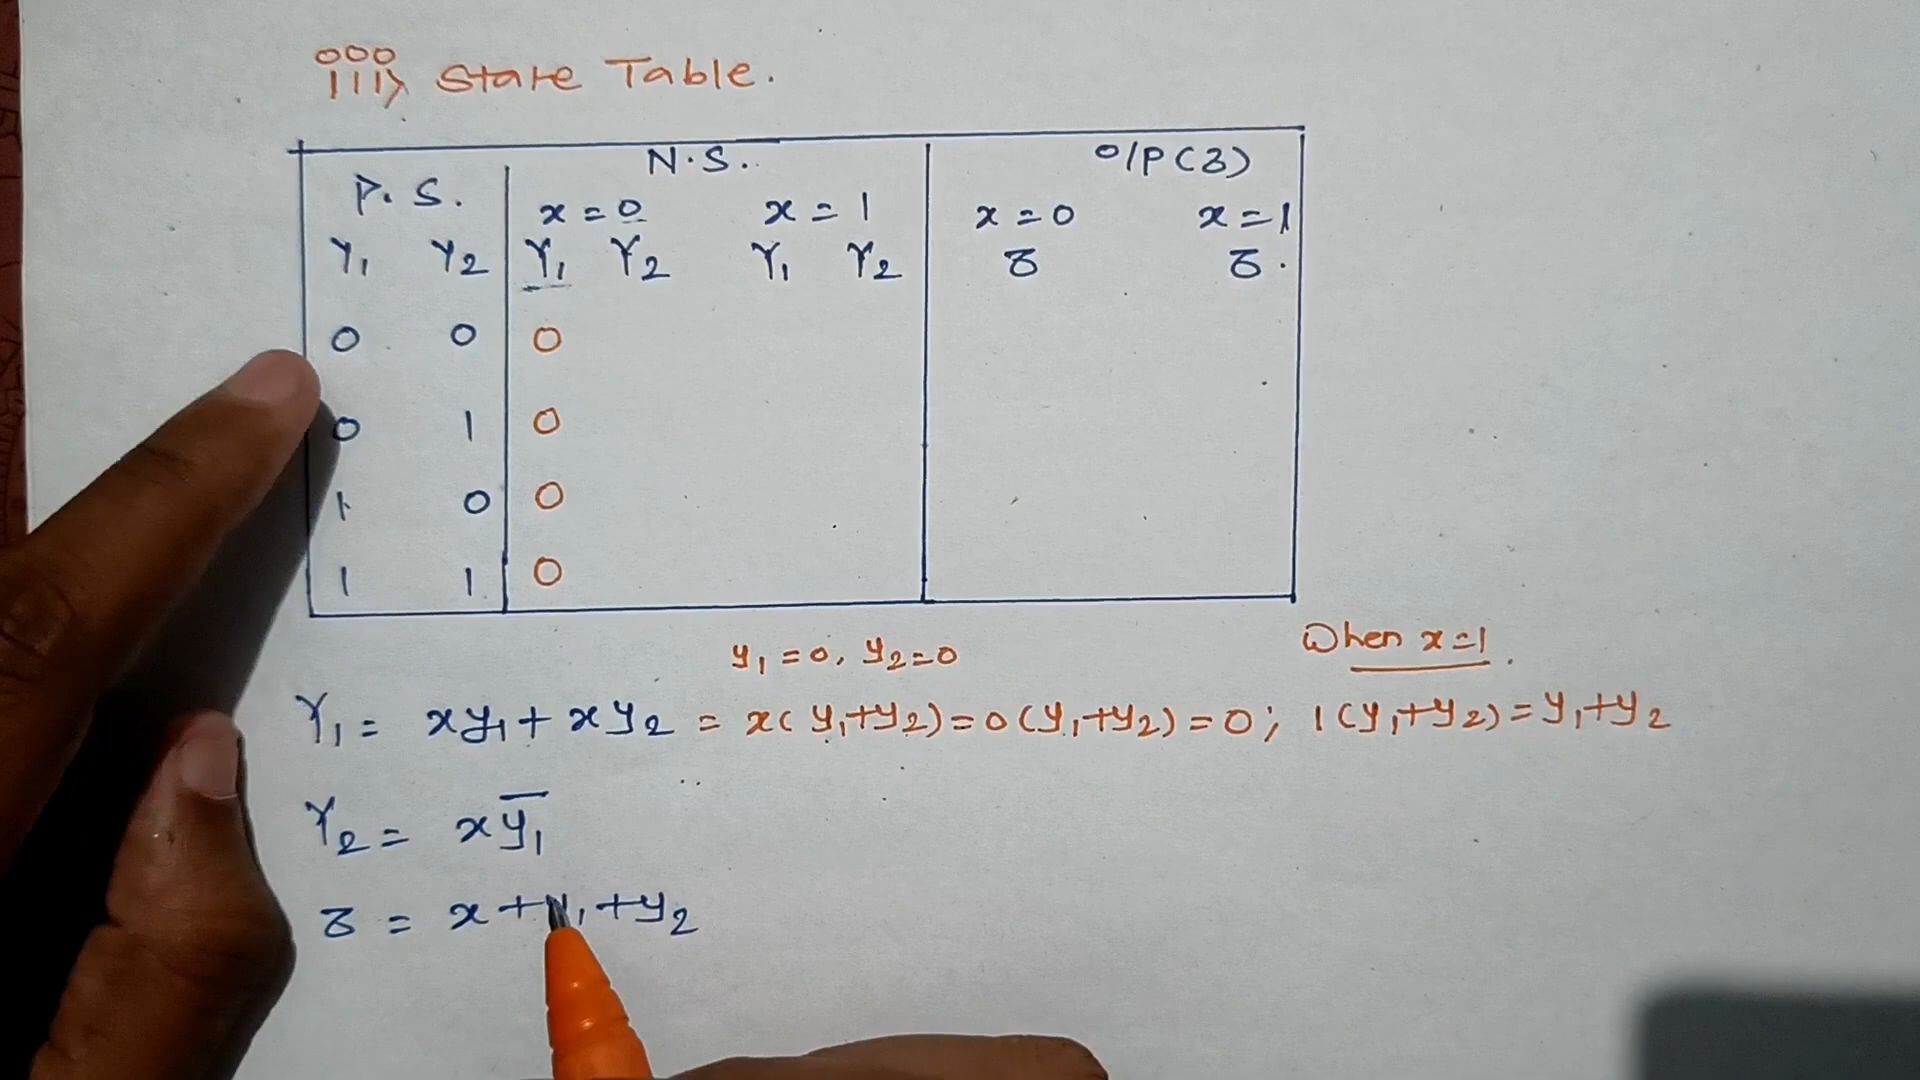 iii) State Table.
P.S. N.S. O/P(z)
x=0 x=1 x=0 x=1
Y1 Y2 Y1 Y2 Y1 Y2 z z.
0 0 0
0 1 0
1 0 0
1 1 0
y1=0, y2=0 When x=1.
Y1= xy1+xy2 = x(y1+y2)=0(y1+y2)=0; 1(y1+y2)=y1+y2
Y2= xy̅1
z = x+y1+y2